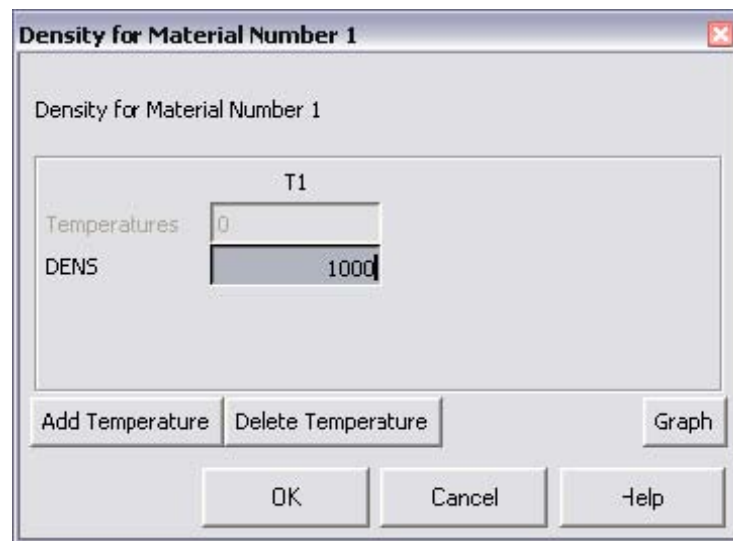 Density for Material Number 1
Density for Material Number 1
T1
Temperatures 0
DENS 1000
Add Temperature Delete Temperature Graph
OK Cancel Help